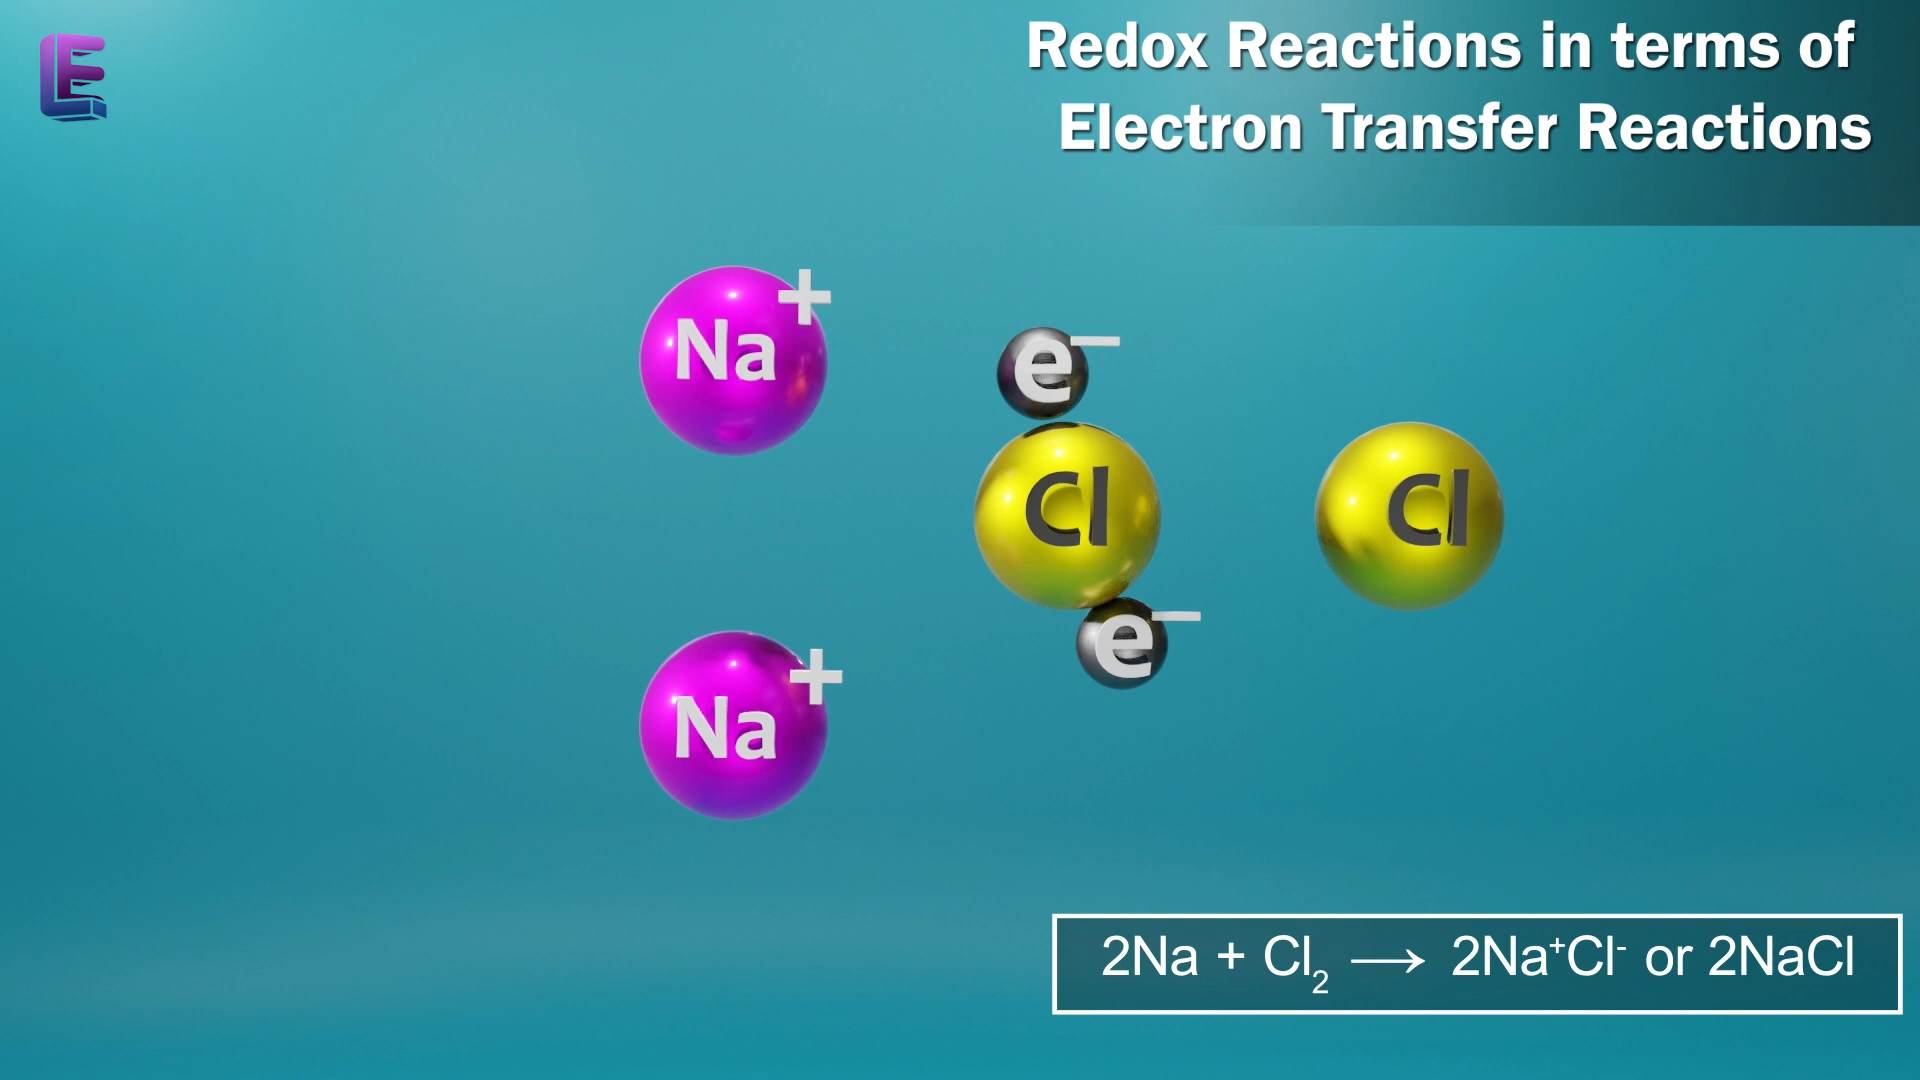 E
Redox Reactions in terms of
Electron Transfer Reactions
Na+
e−
Cl
Cl
e−
Na+
2Na + Cl₂ ⟶ 2Na⁺Cl⁻ or 2NaCl